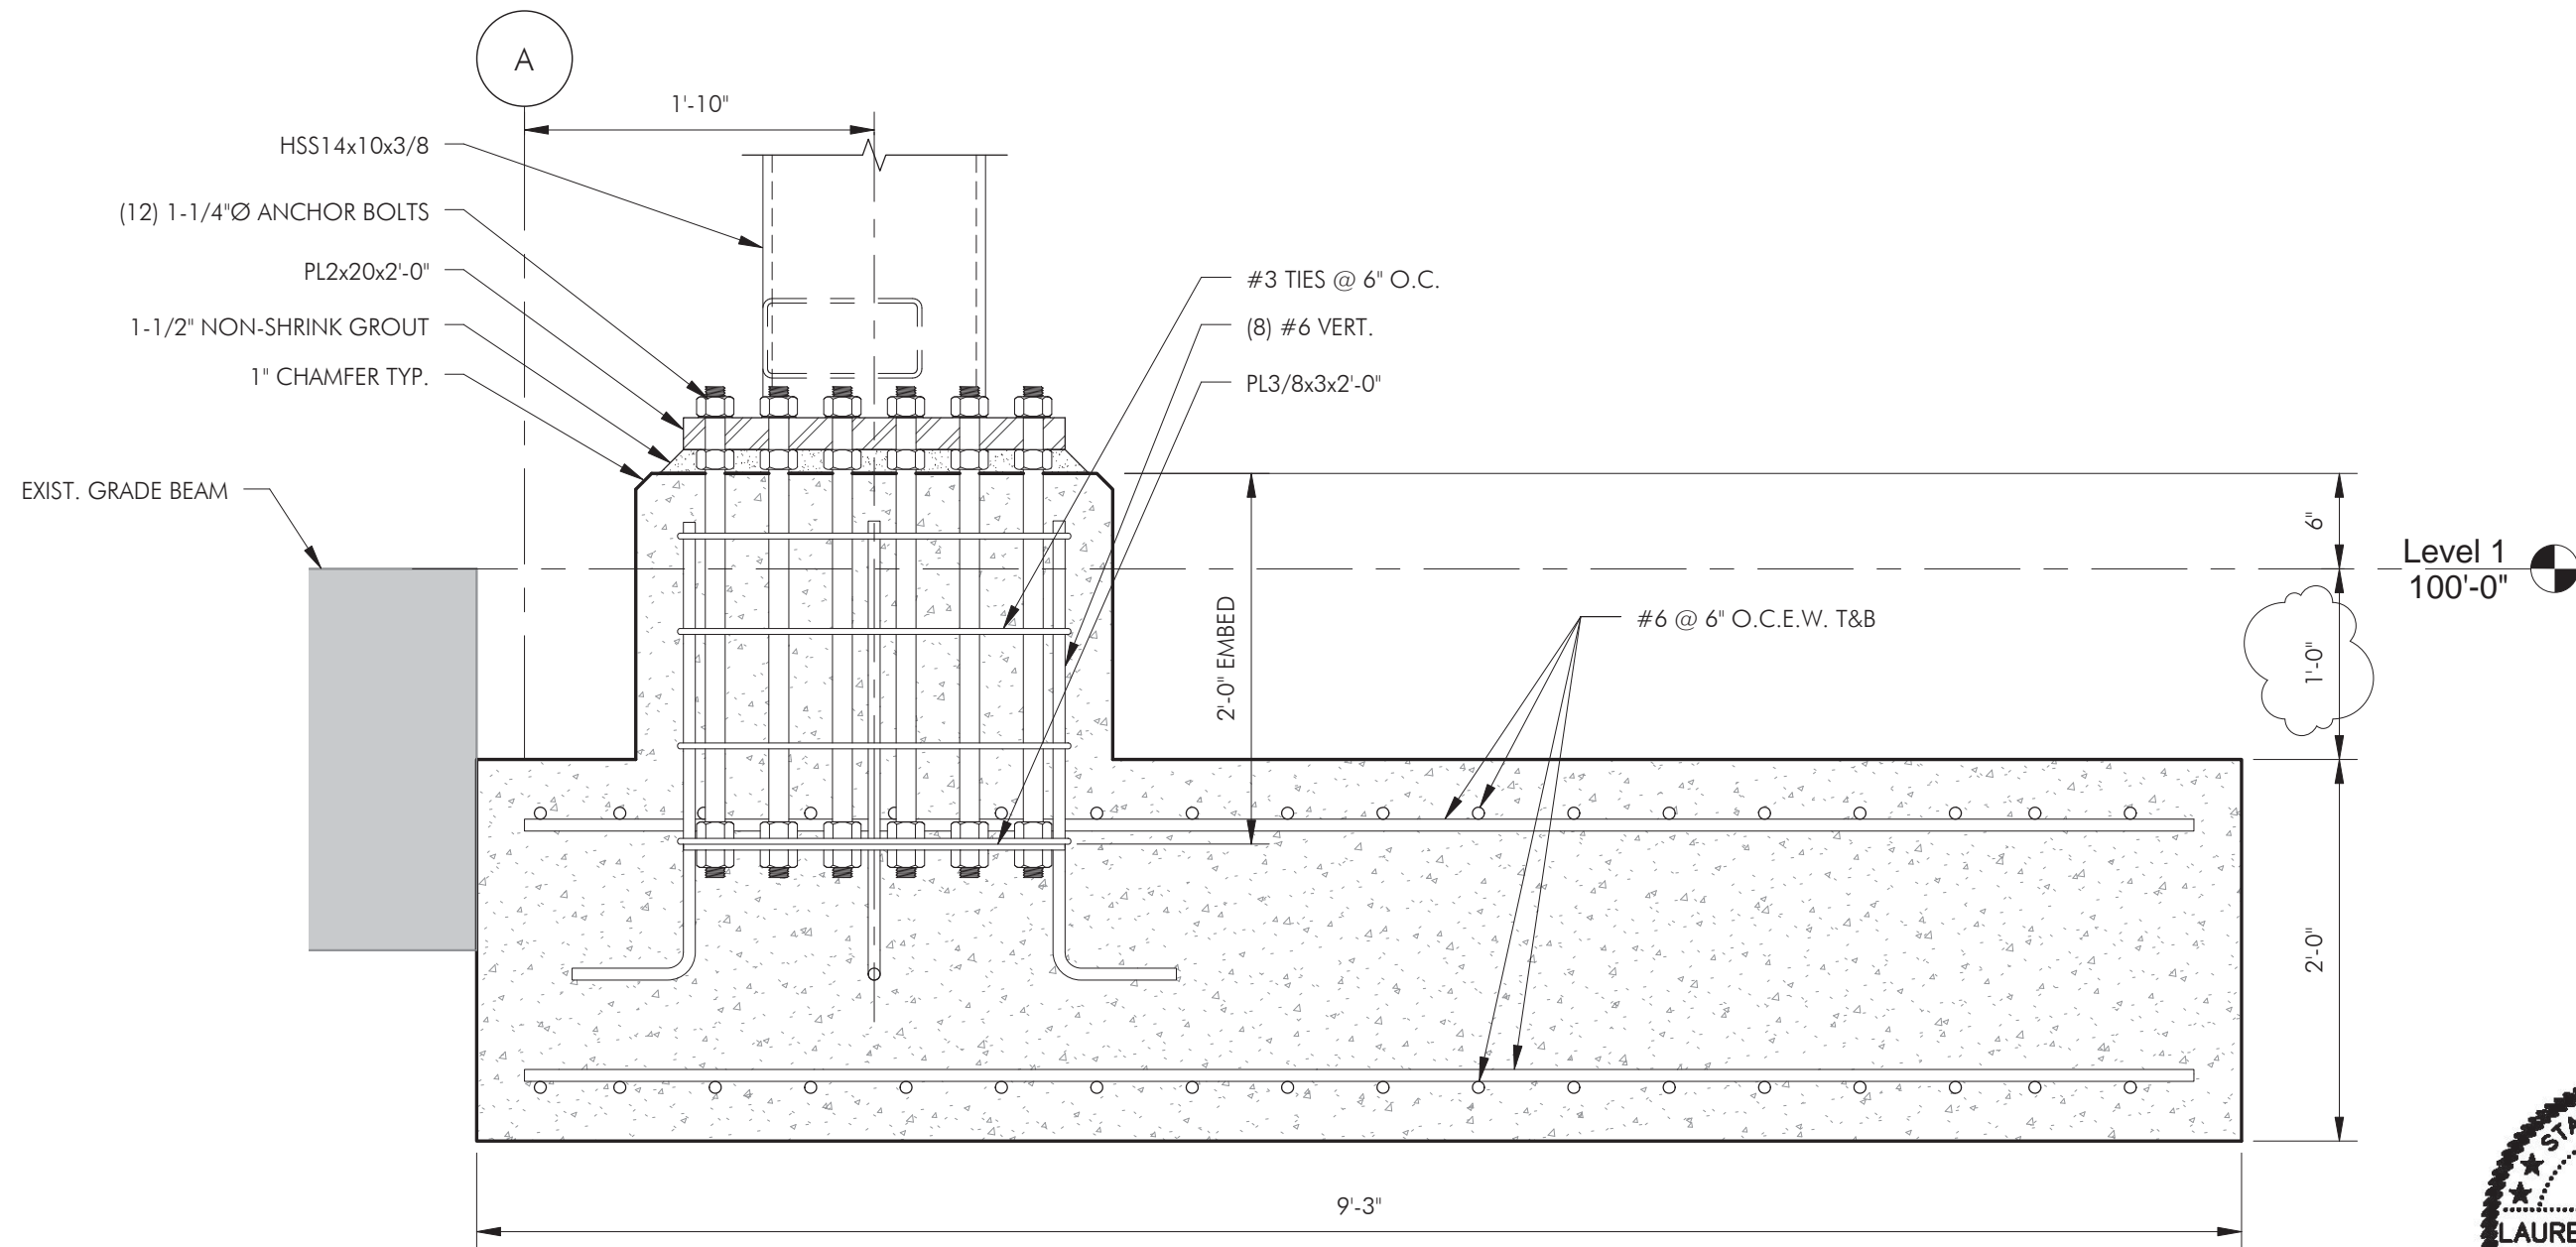 A
1'-10"
HSS14x10x3/8
(12) 1-1/4"Ø ANCHOR BOLTS
PL2x20x2'-0"
1-1/2" NON-SHRINK GROUT
1" CHAMFER TYP.
EXIST. GRADE BEAM
#3 TIES @ 6" O.C.
(8) #6 VERT.
PL3/8x3x2'-0"
6"
Level 1
100'-0"
2'-0" EMBED
#6 @ 6" O.C.E.W. T&B
1'-0"
2'-0"
9'-3"